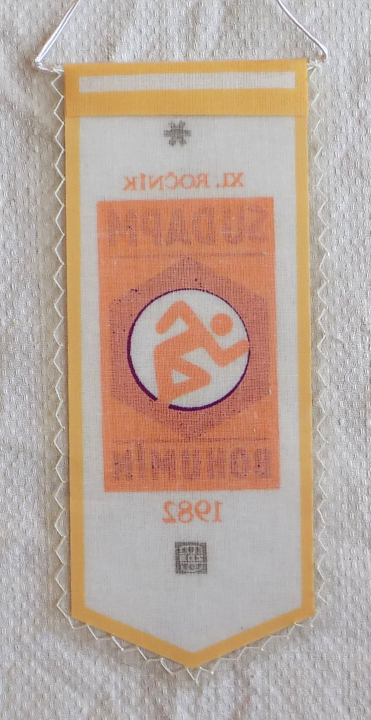 XI. ROČNÍK
SUDAPM
BOHUMÍN
1982